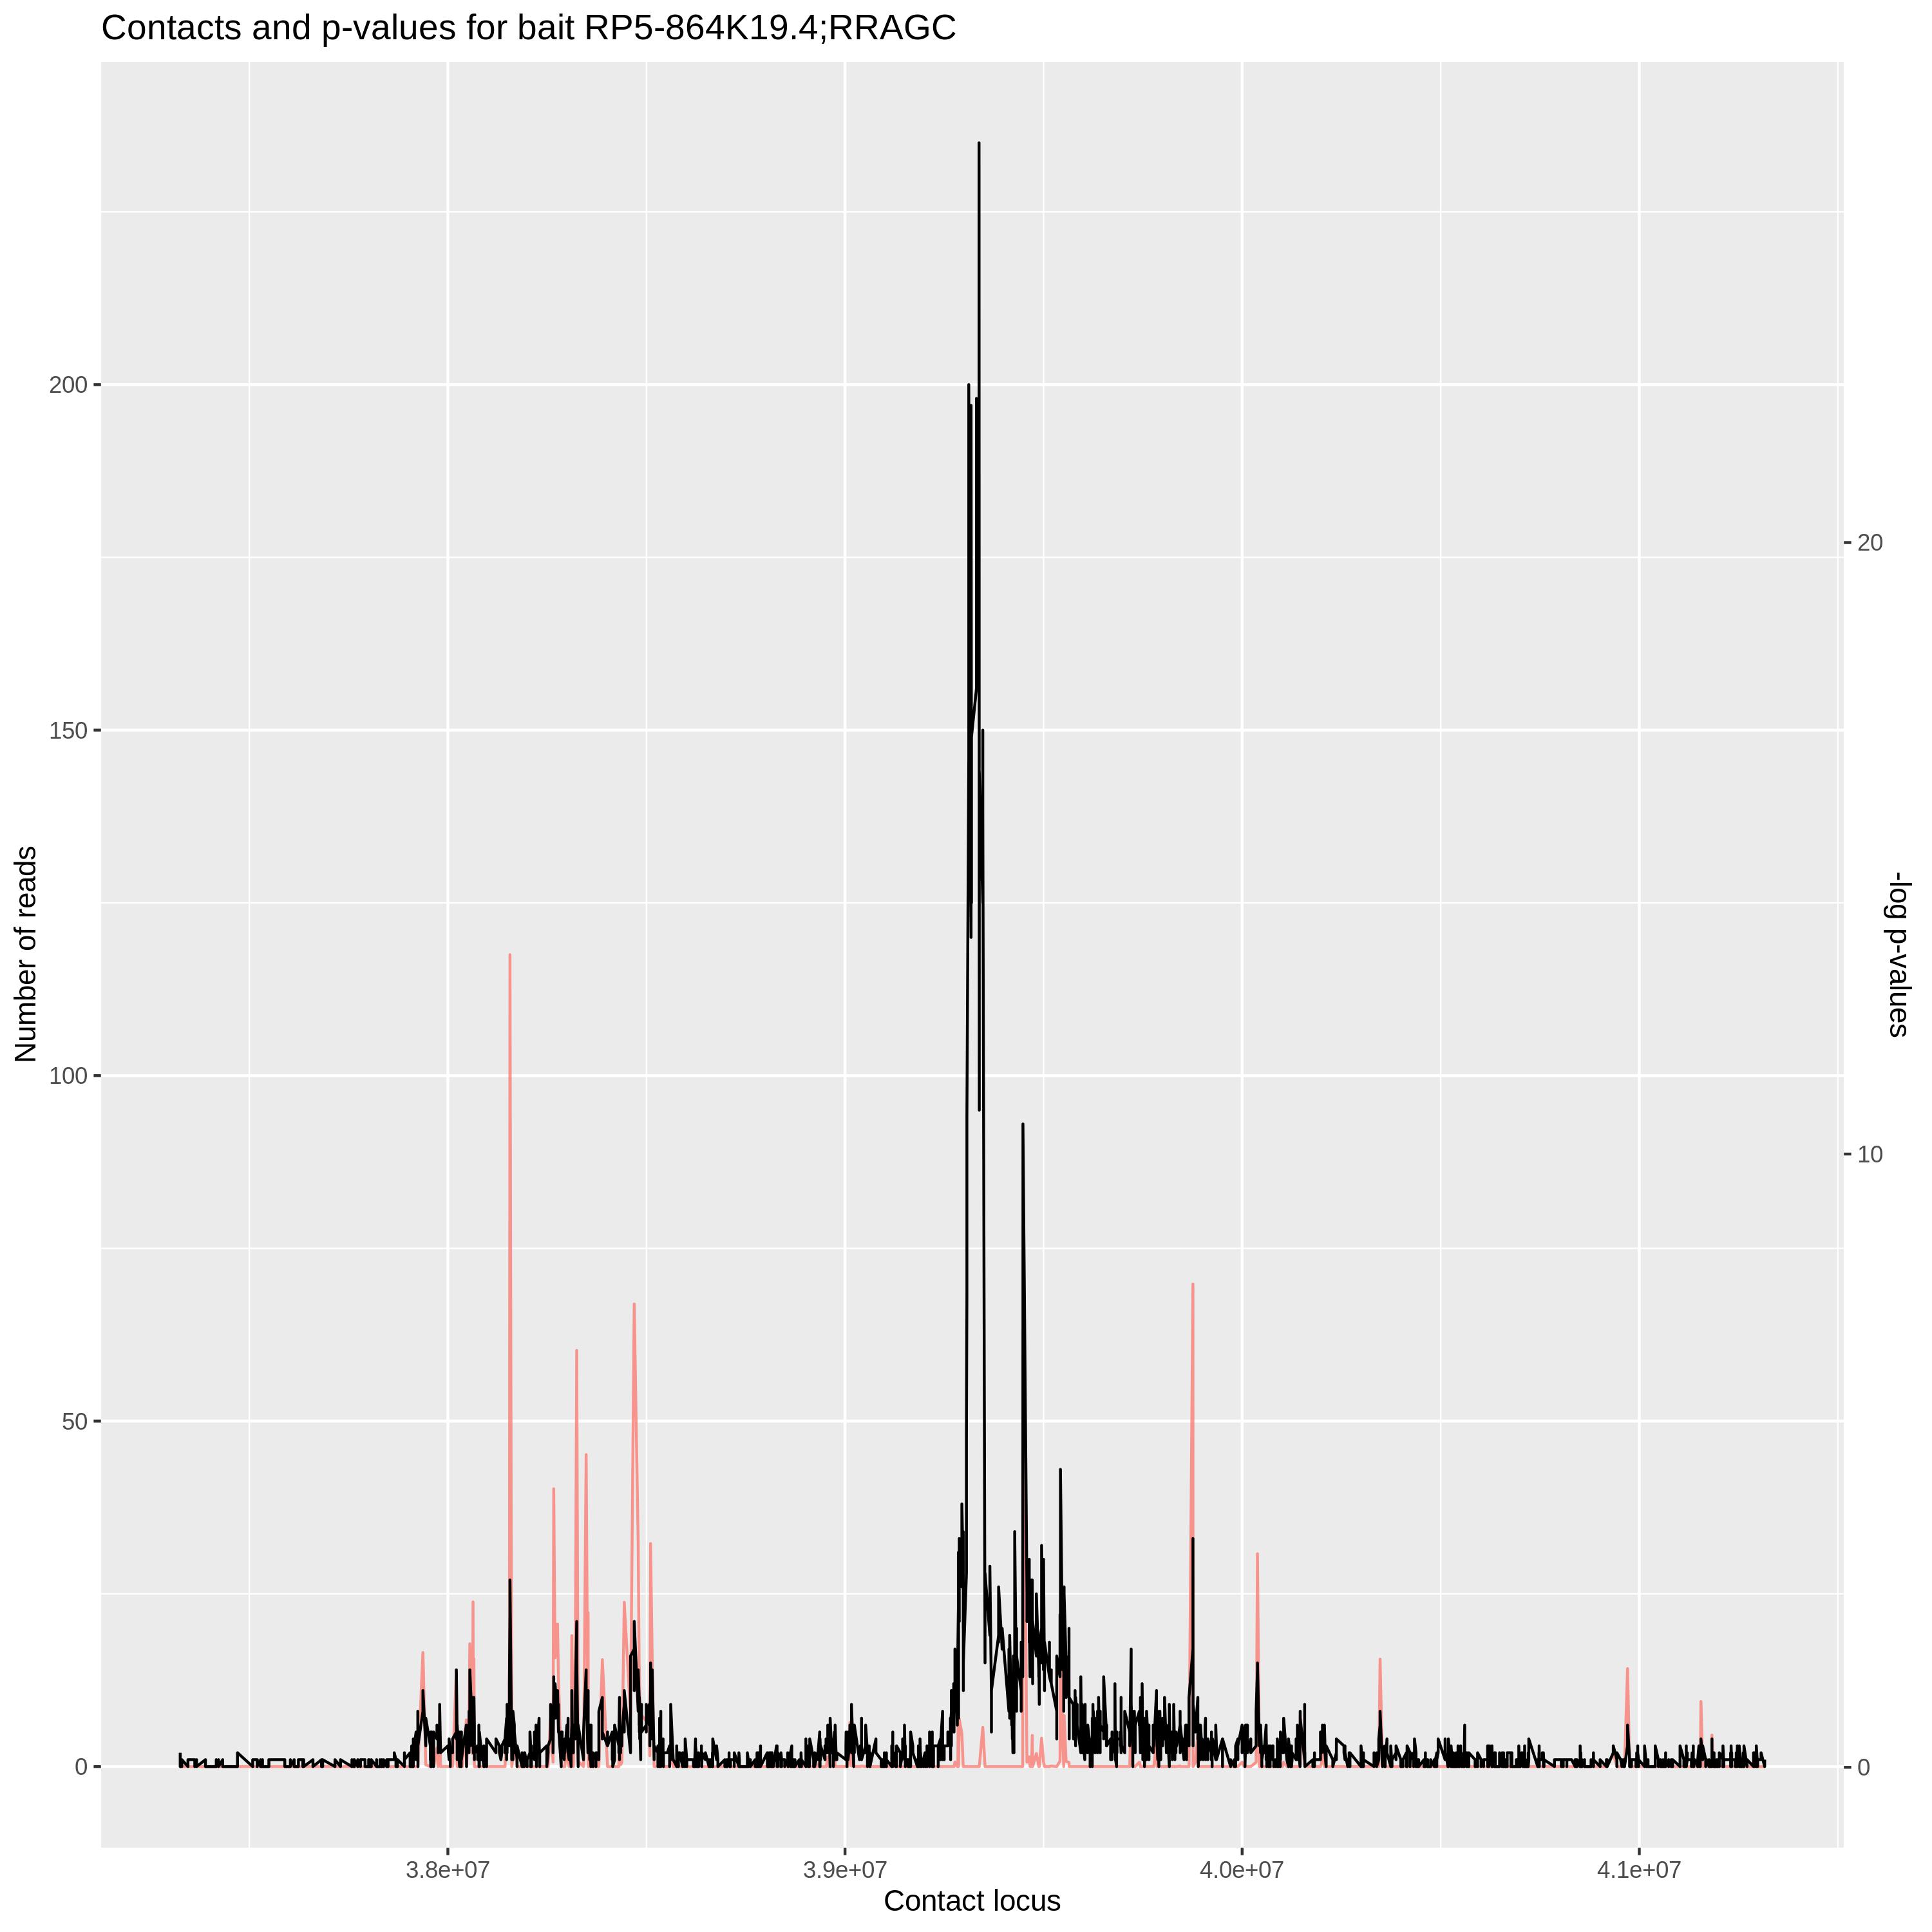 Contacts and p-values for bait RP5-864K19.4;RRAGC
200
150
100
50
0
Number of reads
20
10
0
-log p-values
3.8e+07
3.9e+07
4.0e+07
4.1e+07
Contact locus